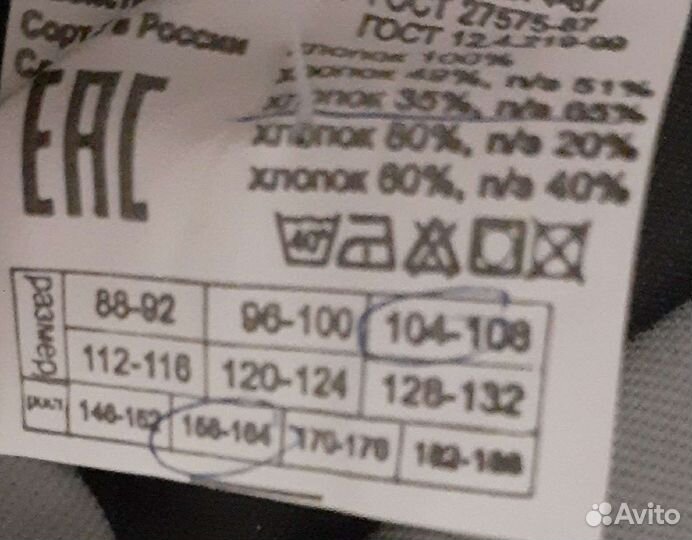 ГОСТ 27575-87
ГОСТ 12.4.219-99
Сорт
России
EAC
хлопок 100%
хлопок 49%, п/э 51%
хлопок 35%, п/э 65%
хлопок 80%, п/э 20%
хлопок 60%, п/э 40%
40°
размер
88-92 96-100 104-108
112-116 120-124 128-132
рост 146-152 158-164 170-176 182-188
Avito